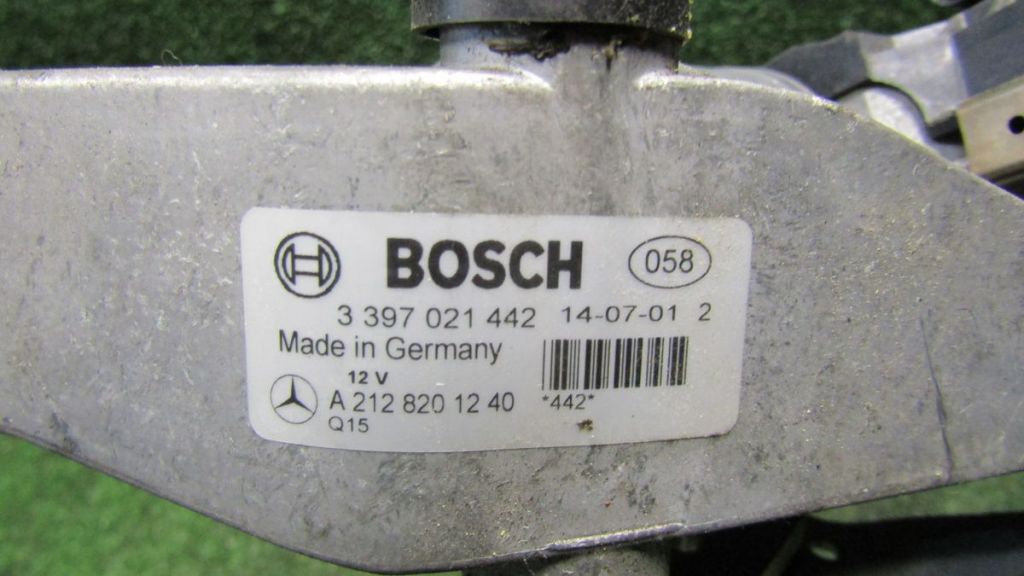 BOSCH 058
3 397 021 442 14-07-01 2
Made in Germany
12 V
A 212 820 12 40 *442*
Q15